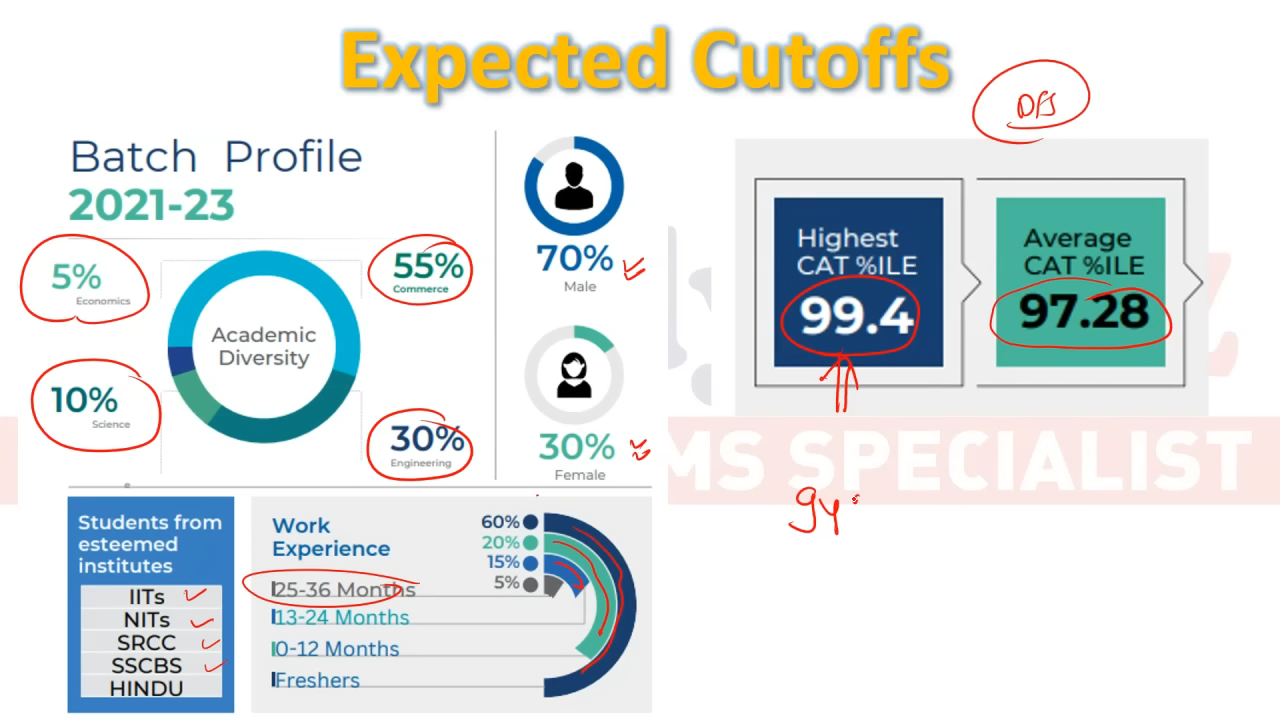 Expected Cutoffs
DFS
Batch Profile
2021-23
5%
Economics
10%
Science
Academic
Diversity
55%
Commerce
30%
Engineering
70%
Male
30%
Female
Highest
CAT %ILE
99.4
Average
CAT %ILE
97.28
MS SPECIALIST
94
Students from
esteemed
institutes
IITs
NITs
SRCC
SSCBS
HINDU
Work
Experience
60%
20%
15%
5%
25-36 Months
13-24 Months
0-12 Months
Freshers